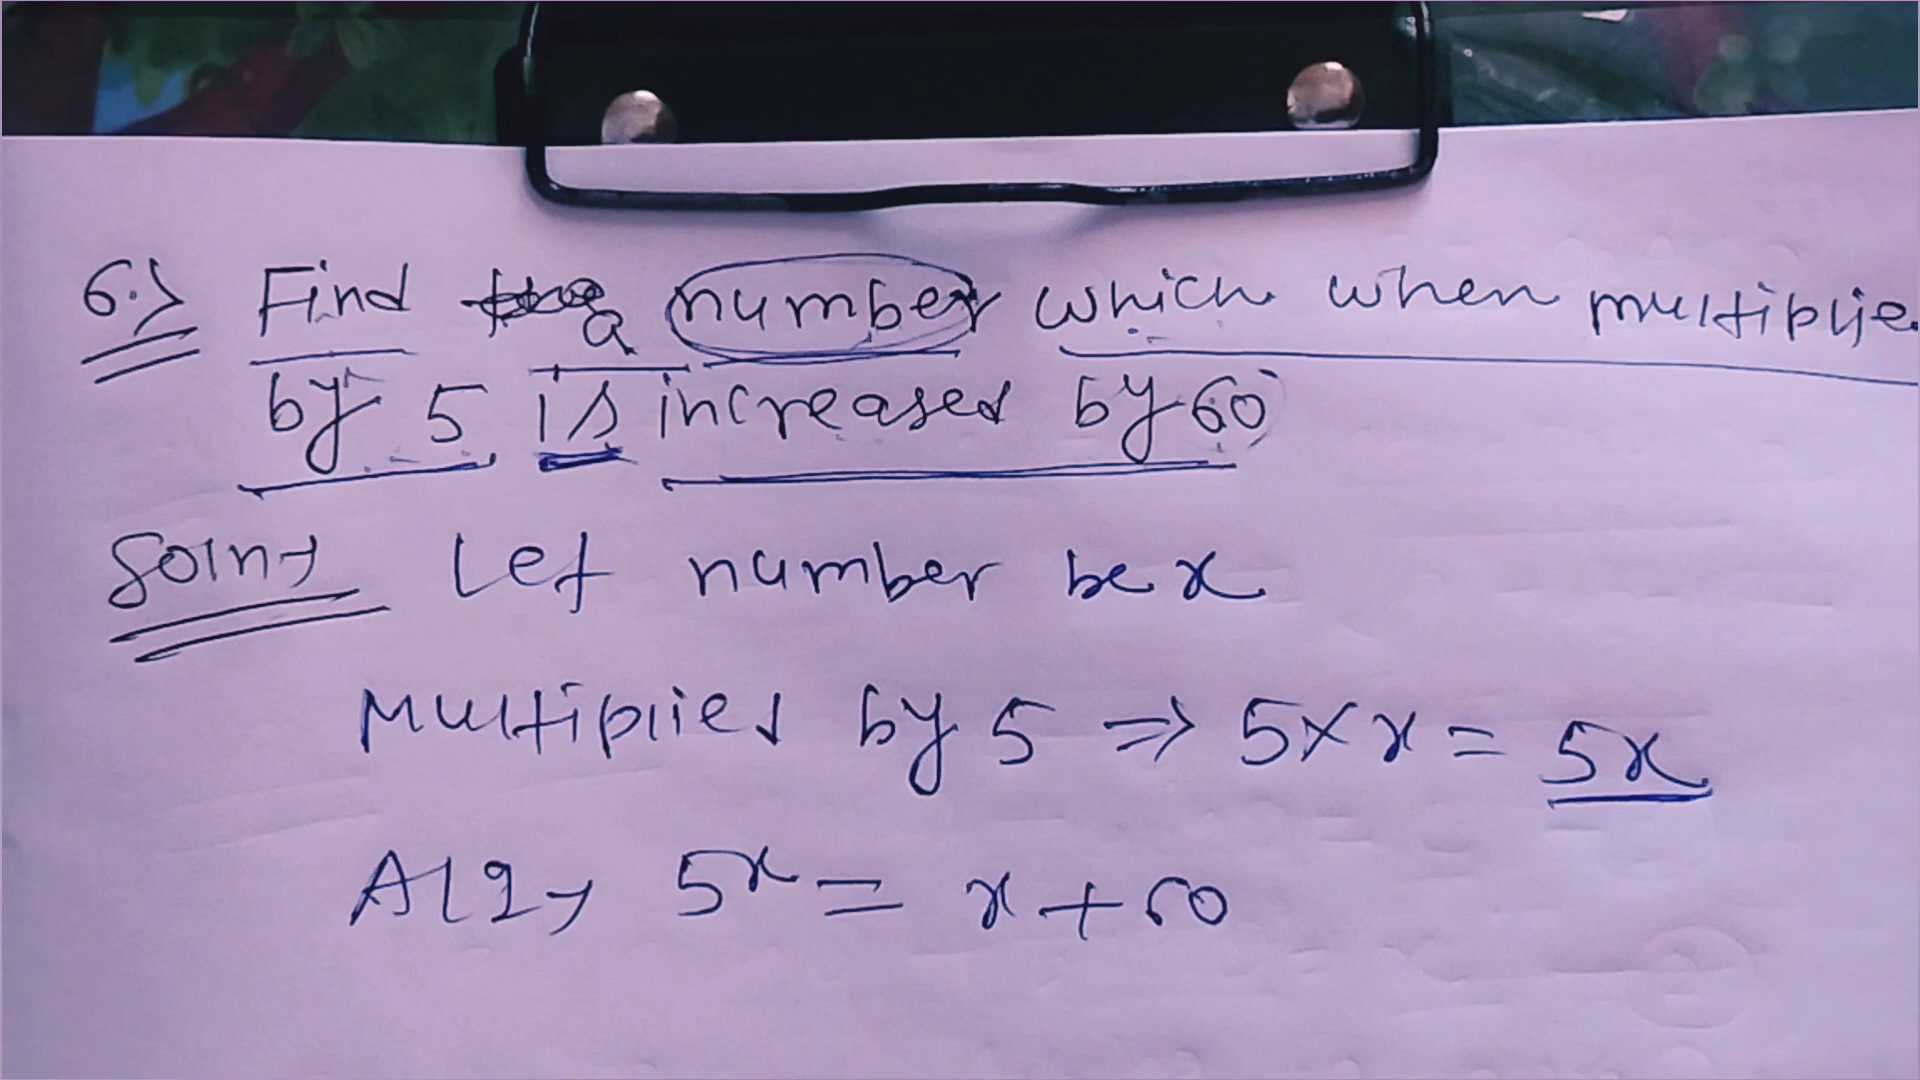 6.) Find a number which when multiplie
by 5 is increased by 60
Soln→ Let number be x
Multiplied by 5 ⇒ 5×x = 5x
A/q→ 5x = x+60